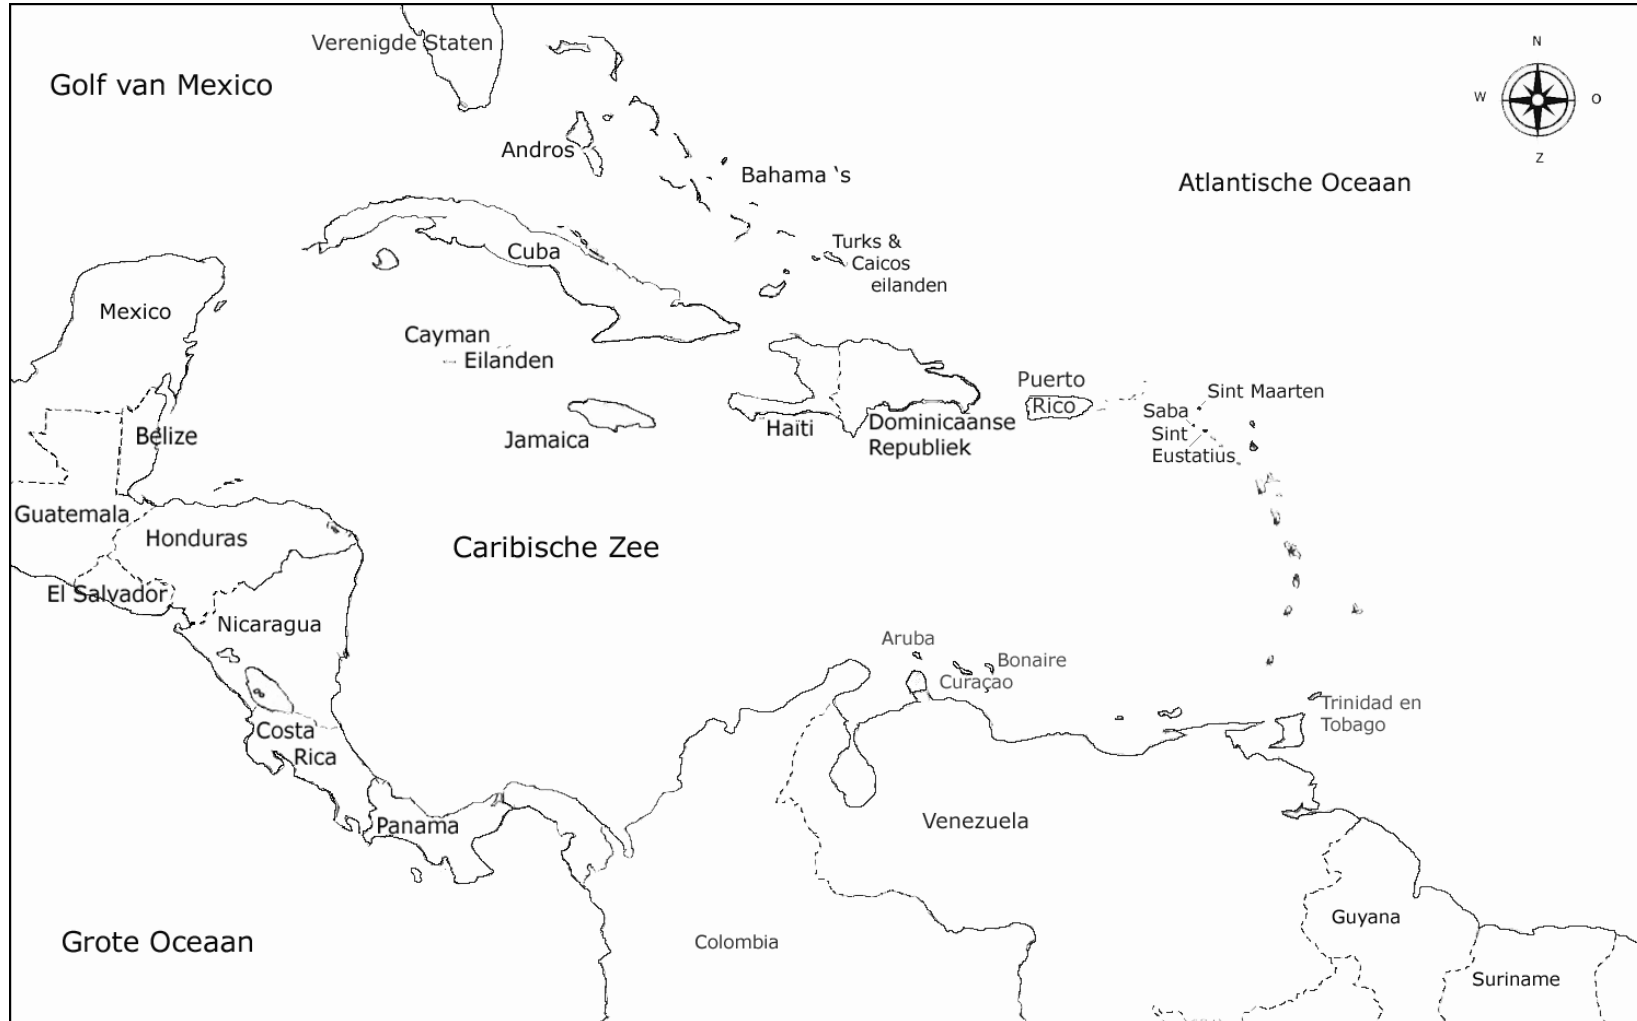 Verenigde Staten
Golf van Mexico
N
W
O
Z
Andros
Bahama 's
Atlantische Oceaan
Cuba
Turks &
Caicos
eilanden
Mexico
Cayman
Eilanden
Puerto
Rico
Sint Maarten
Saba
Sint
Eustatius
Jamaica
Haïti
Dominicaanse
Republiek
Belize
Guatemala
Honduras
Caribische Zee
El Salvador
Nicaragua
Aruba
Bonaire
Curaçao
Trinidad en
Tobago
Costa
Rica
Panama
Venezuela
Guyana
Grote Oceaan
Colombia
Suriname